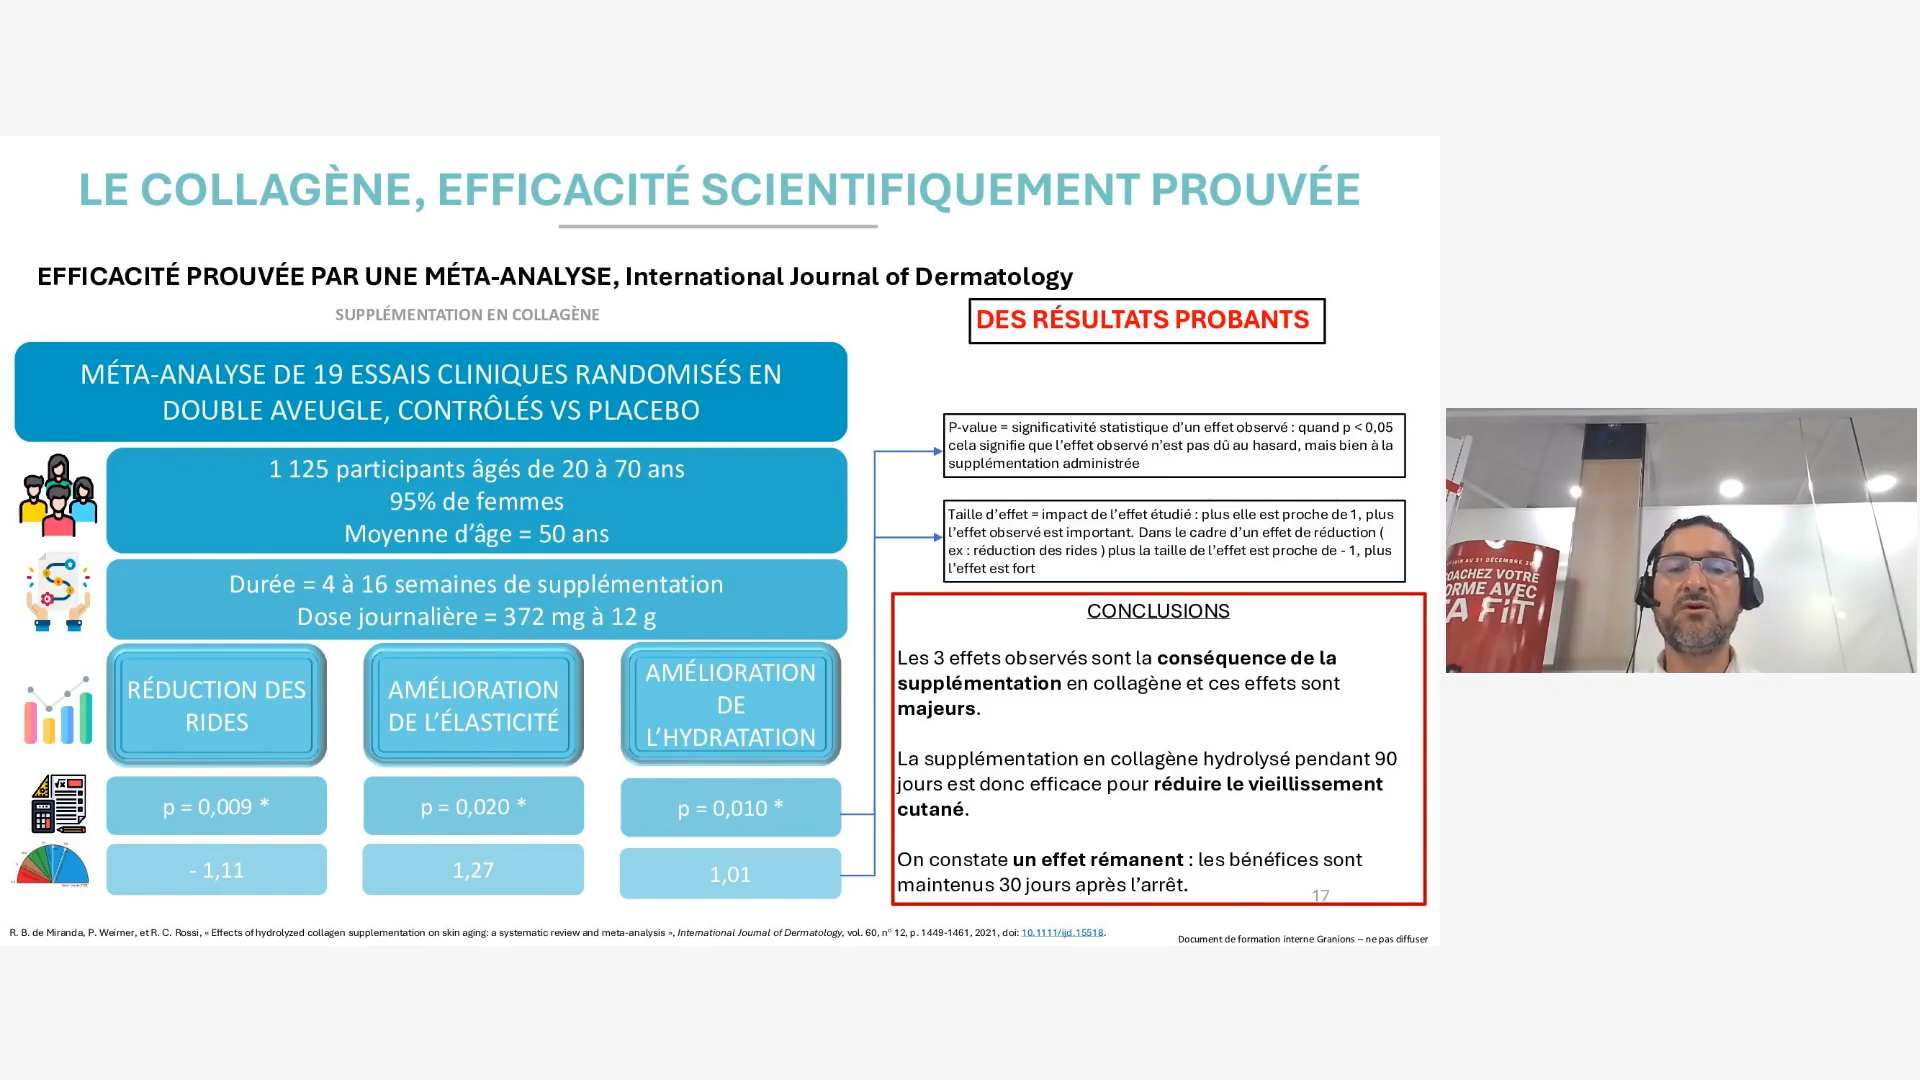 LE COLLAGÈNE, EFFICACITÉ SCIENTIFIQUEMENT PROUVÉE
EFFICACITÉ PROUVÉE PAR UNE MÉTA-ANALYSE, International Journal of Dermatology
SUPPLÉMENTATION EN COLLAGÈNE
DES RÉSULTATS PROBANTS
MÉTA-ANALYSE DE 19 ESSAIS CLINIQUES RANDOMISÉS EN
DOUBLE AVEUGLE, CONTRÔLÉS VS PLACEBO
1 125 participants âgés de 20 à 70 ans
95% de femmes
Moyenne d’âge = 50 ans
Durée = 4 à 16 semaines de supplémentation
Dose journalière = 372 mg à 12 g
RÉDUCTION DES
RIDES
AMÉLIORATION
DE L’ÉLASTICITÉ
AMÉLIORATION
DE
L’HYDRATATION
p = 0,009 *
p = 0,020 *
p = 0,010 *
- 1,11
1,27
1,01
P-value = significativité statistique d’un effet observé : quand p < 0,05
cela signifie que l’effet observé n’est pas dû au hasard, mais bien à la
supplémentation administrée
Taille d’effet = impact de l’effet étudié : plus elle est proche de 1, plus
l’effet observé est important. Dans le cadre d’un effet de réduction (
ex : réduction des rides ) plus la taille de l’effet est proche de - 1, plus
l’effet est fort
CONCLUSIONS
Les 3 effets observés sont la conséquence de la
supplémentation en collagène et ces effets sont
majeurs.
La supplémentation en collagène hydrolysé pendant 90
jours est donc efficace pour réduire le vieillissement
cutané.
On constate un effet rémanent : les bénéfices sont
maintenus 30 jours après l’arrêt.
17
R. B. de Miranda, P. Weimer, et R. C. Rossi, « Effects of hydrolyzed collagen supplementation on skin aging: a systematic review and meta-analysis », International Journal of Dermatology, vol. 60, n° 12, p. 1449-1461, 2021, doi: 10.1111/ijd.15518.
Document de formation interne Granions – ne pas diffuser
AU 31 DÉCEMBRE
OACHEZ VOTRE
ORME AVEC
A FIT